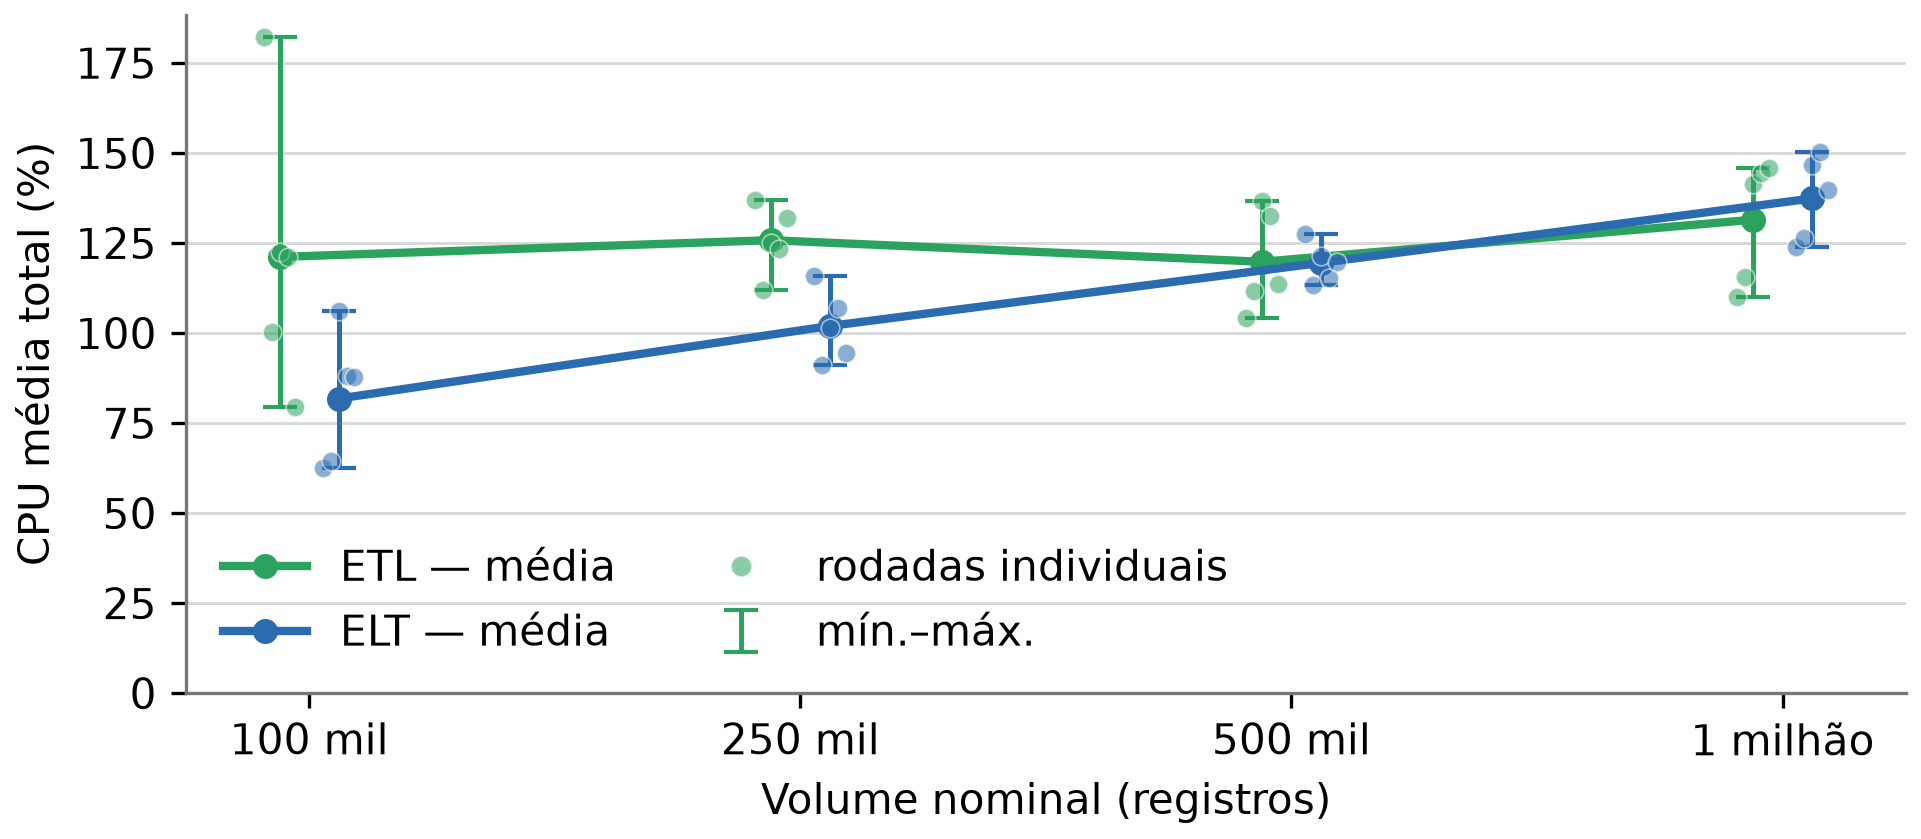 CPU média total (%)
175
150
125
100
75
50
25
0
ETL — média
ELT — média
rodadas individuais
mín.–máx.
100 mil
250 mil
500 mil
1 milhão
Volume nominal (registros)